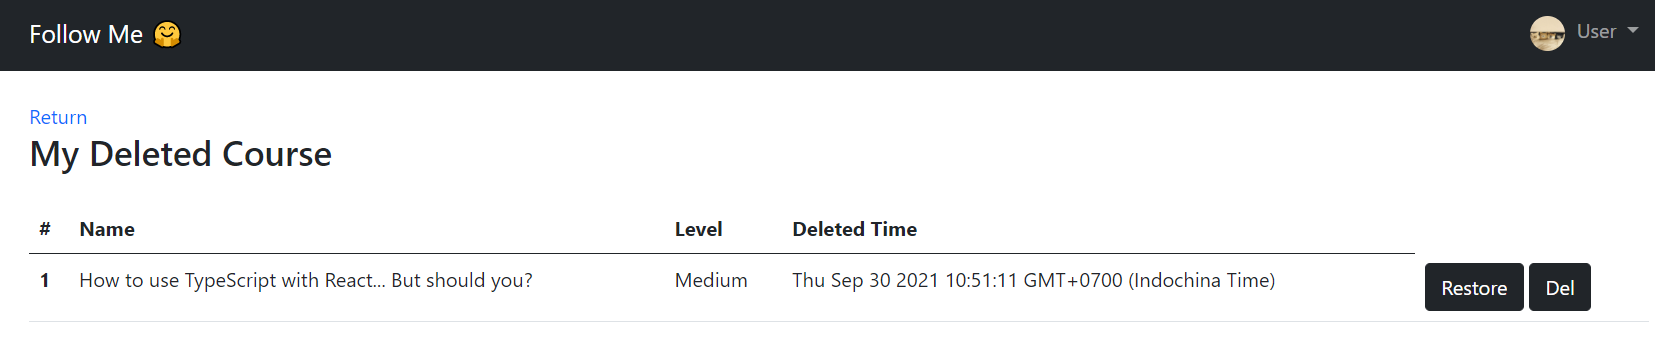 Follow Me 🤗
User
Return
My Deleted Course
# Name Level Deleted Time
1 How to use TypeScript with React... But should you? Medium Thu Sep 30 2021 10:51:11 GMT+0700 (Indochina Time) Restore Del